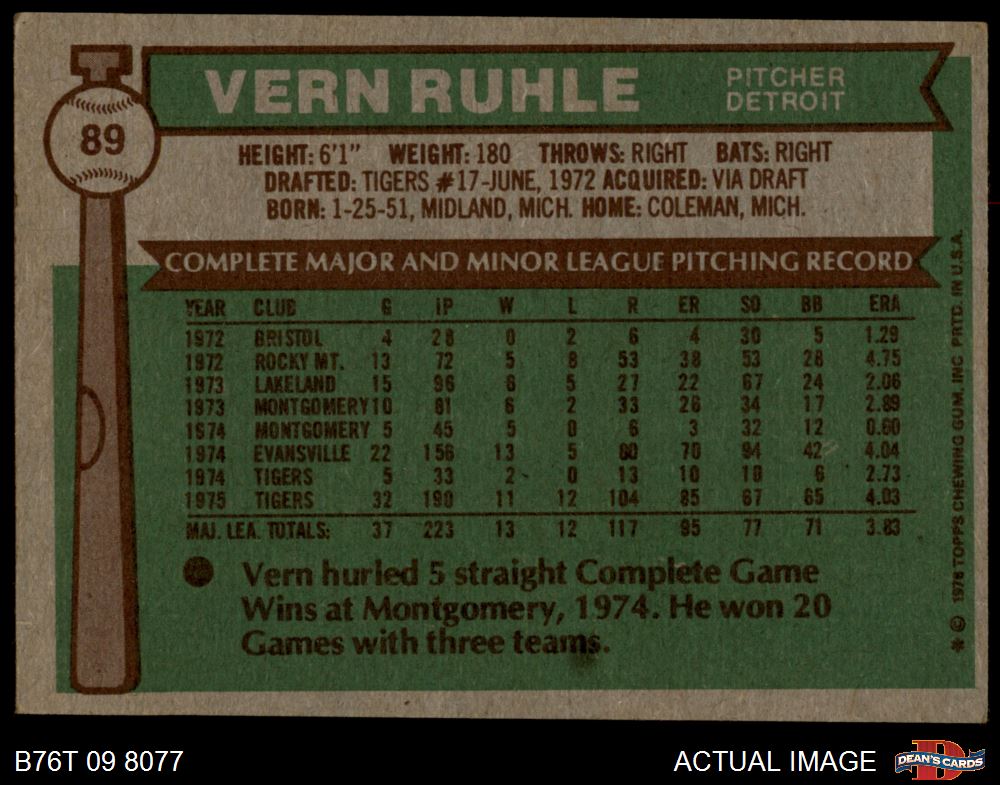 VERN RUHLE PITCHER
DETROIT
89
HEIGHT: 6'1" WEIGHT: 180 THROWS: RIGHT BATS: RIGHT
DRAFTED: TIGERS #17-JUNE, 1972 ACQUIRED: VIA DRAFT
BORN: 1-25-51, MIDLAND, MICH. HOME: COLEMAN, MICH.
COMPLETE MAJOR AND MINOR LEAGUE PITCHING RECORD
YEAR CLUB G IP W L R ER SO BB ERA
1972 BRISTOL 4 28 0 2 6 4 30 5 1.29
1972 ROCKY MT. 13 72 5 8 53 38 53 28 4.75
1973 LAKELAND 15 96 6 5 27 22 67 24 2.06
1973 MONTGOMERY 10 81 6 2 33 26 34 17 2.89
1974 MONTGOMERY 5 45 5 0 6 3 32 12 0.60
1974 EVANSVILLE 22 156 13 5 80 70 94 42 4.04
1974 TIGERS 5 33 2 0 13 10 10 6 2.73
1975 TIGERS 32 190 11 12 104 85 67 65 4.03
MAJ. LEA. TOTALS: 37 223 13 12 117 95 77 71 3.83
● Vern hurled 5 straight Complete Game
Wins at Montgomery, 1974. He won 20
Games with three teams.
* © 1976 TOPPS CHEWING GUM, INC PRTD. IN U.S.A.
B76T 09 8077
ACTUAL IMAGE
D
DEAN'S CARDS